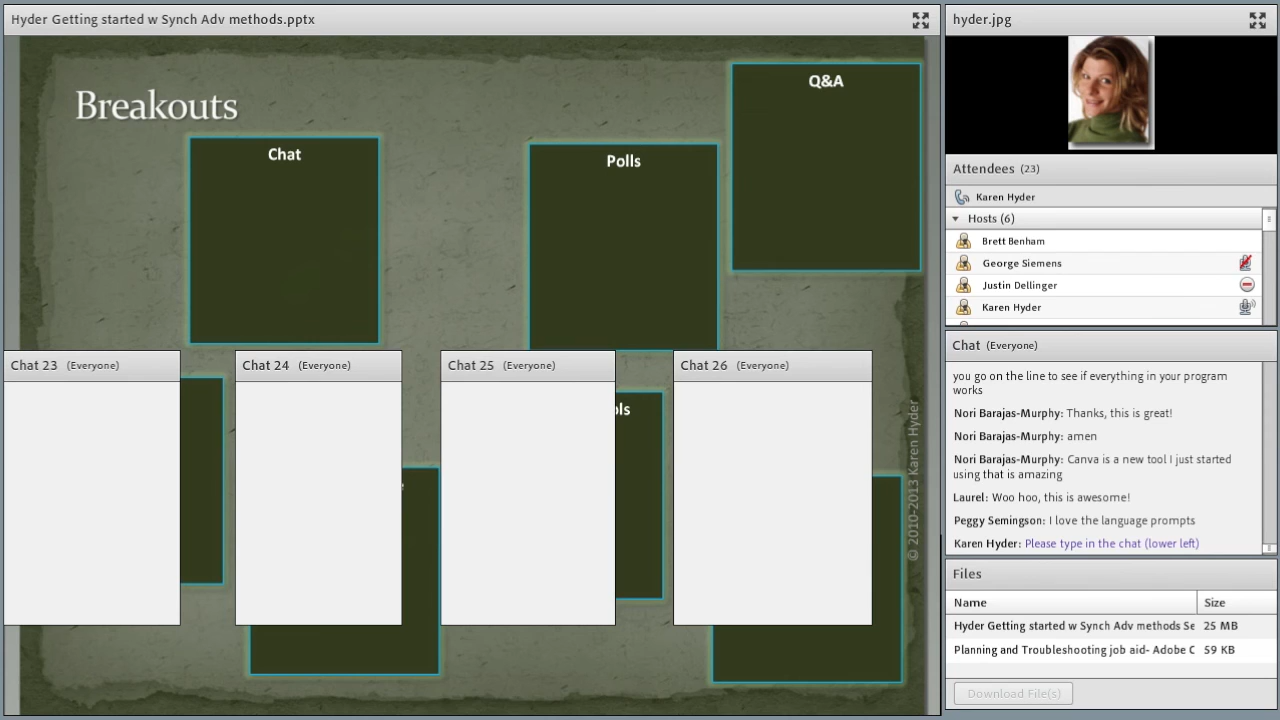 Hyder Getting started w Synch Adv methods.pptx
Breakouts
Chat
Polls
Q&A
Chat 23 (Everyone)
Chat 24 (Everyone)
Chat 25 (Everyone)
Chat 26 (Everyone)
© 2010-2013 Karen Hyder
hyder.jpg
Attendees (23)
Karen Hyder
Hosts (6)
Brett Benham
George Siemens
Justin Dellinger
Karen Hyder
Chat (Everyone)
you go on the line to see if everything in your program
works
Nori Barajas-Murphy: Thanks, this is great!
Nori Barajas-Murphy: amen
Nori Barajas-Murphy: Canva is a new tool I just started
using that is amazing
Laurel: Woo hoo, this is awesome!
Peggy Semingson: I love the language prompts
Karen Hyder: Please type in the chat (lower left)
Files
Name Size
Hyder Getting started w Synch Adv methods Se 25 MB
Planning and Troubleshooting job aid- Adobe C 59 KB
Download File(s)